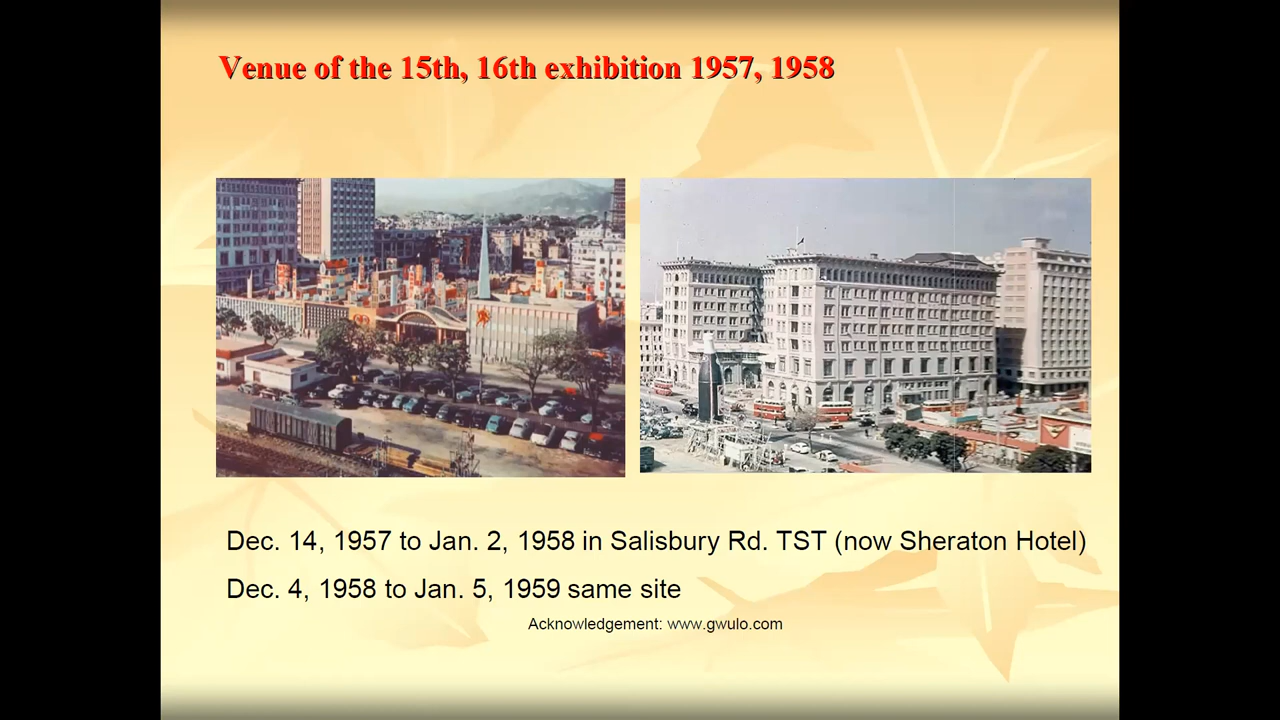 Venue of the 15th, 16th exhibition 1957, 1958
Dec. 14, 1957 to Jan. 2, 1958 in Salisbury Rd. TST (now Sheraton Hotel)
Dec. 4, 1958 to Jan. 5, 1959 same site
Acknowledgement: www.gwulo.com